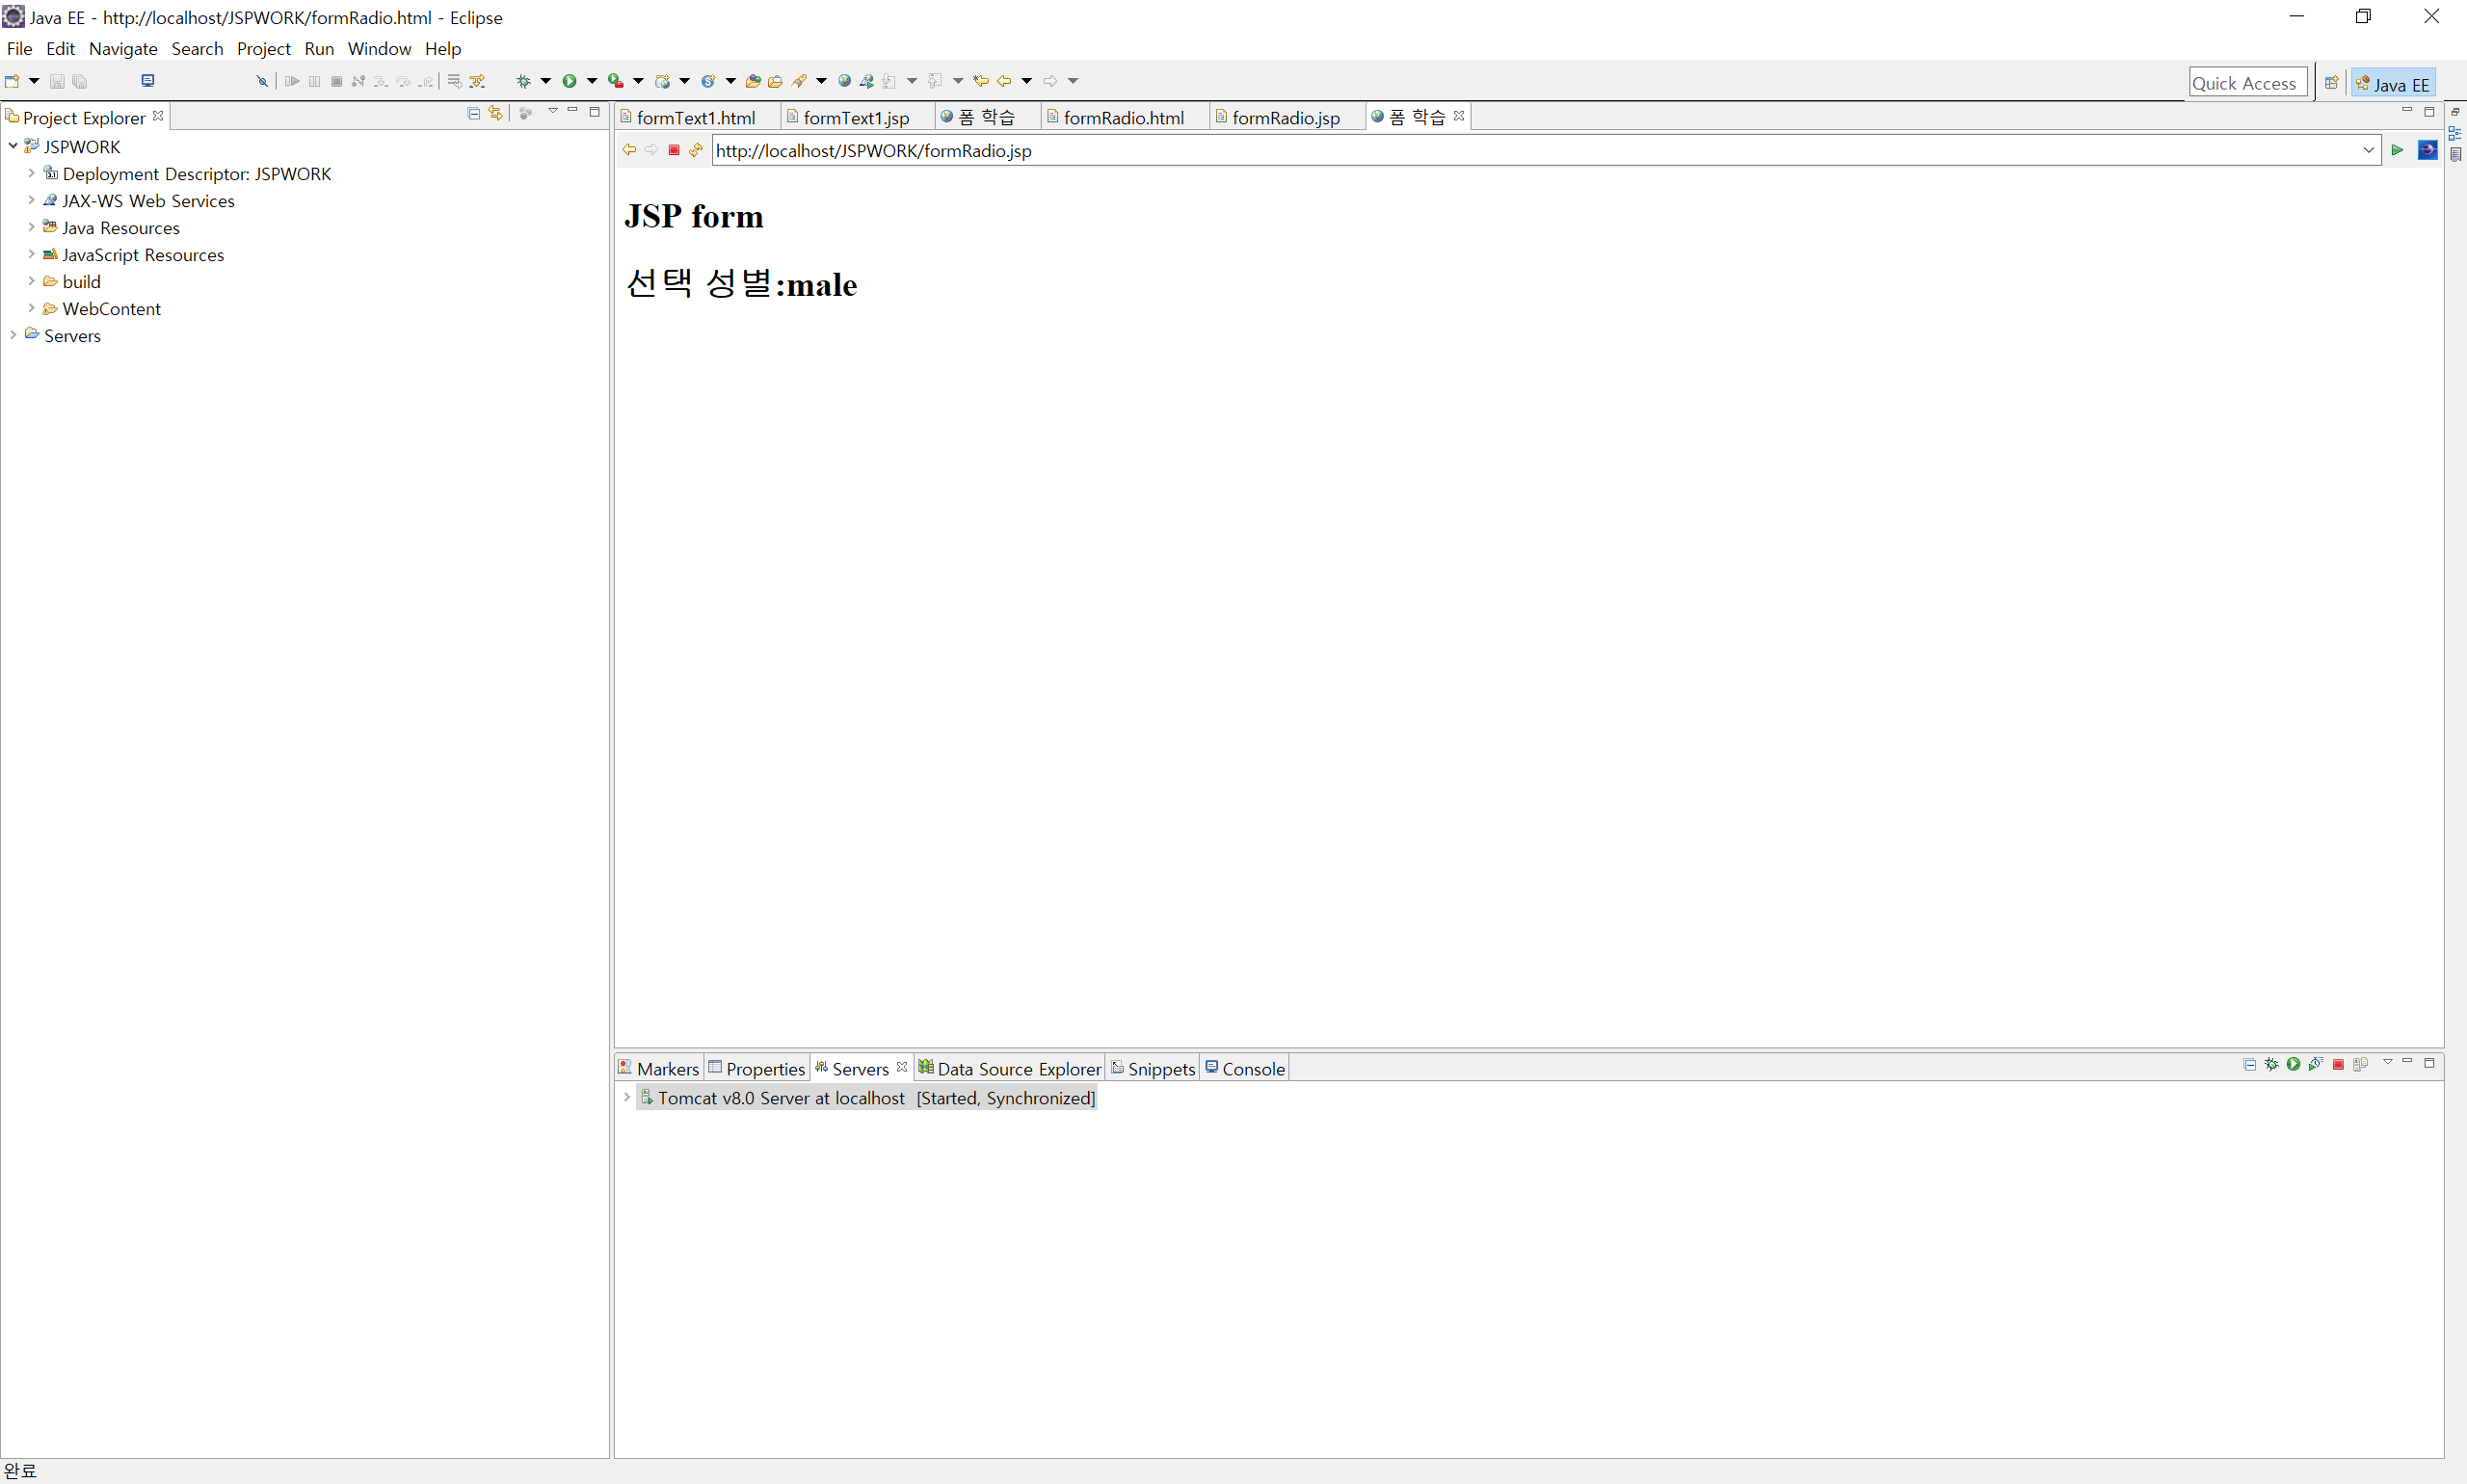 Java EE - http://localhost/JSPWORK/formRadio.html - Eclipse
File Edit Navigate Search Project Run Window Help
Quick Access
Java EE
Project Explorer
JSPWORK
Deployment Descriptor: JSPWORK
JAX-WS Web Services
Java Resources
JavaScript Resources
build
WebContent
Servers
formText1.html formText1.jsp 폼 학습 formRadio.html formRadio.jsp 폼 학습
http://localhost/JSPWORK/formRadio.jsp
JSP form
선택 성별:male
Markers Properties Servers Data Source Explorer Snippets Console
Tomcat v8.0 Server at localhost [Started, Synchronized]
완료